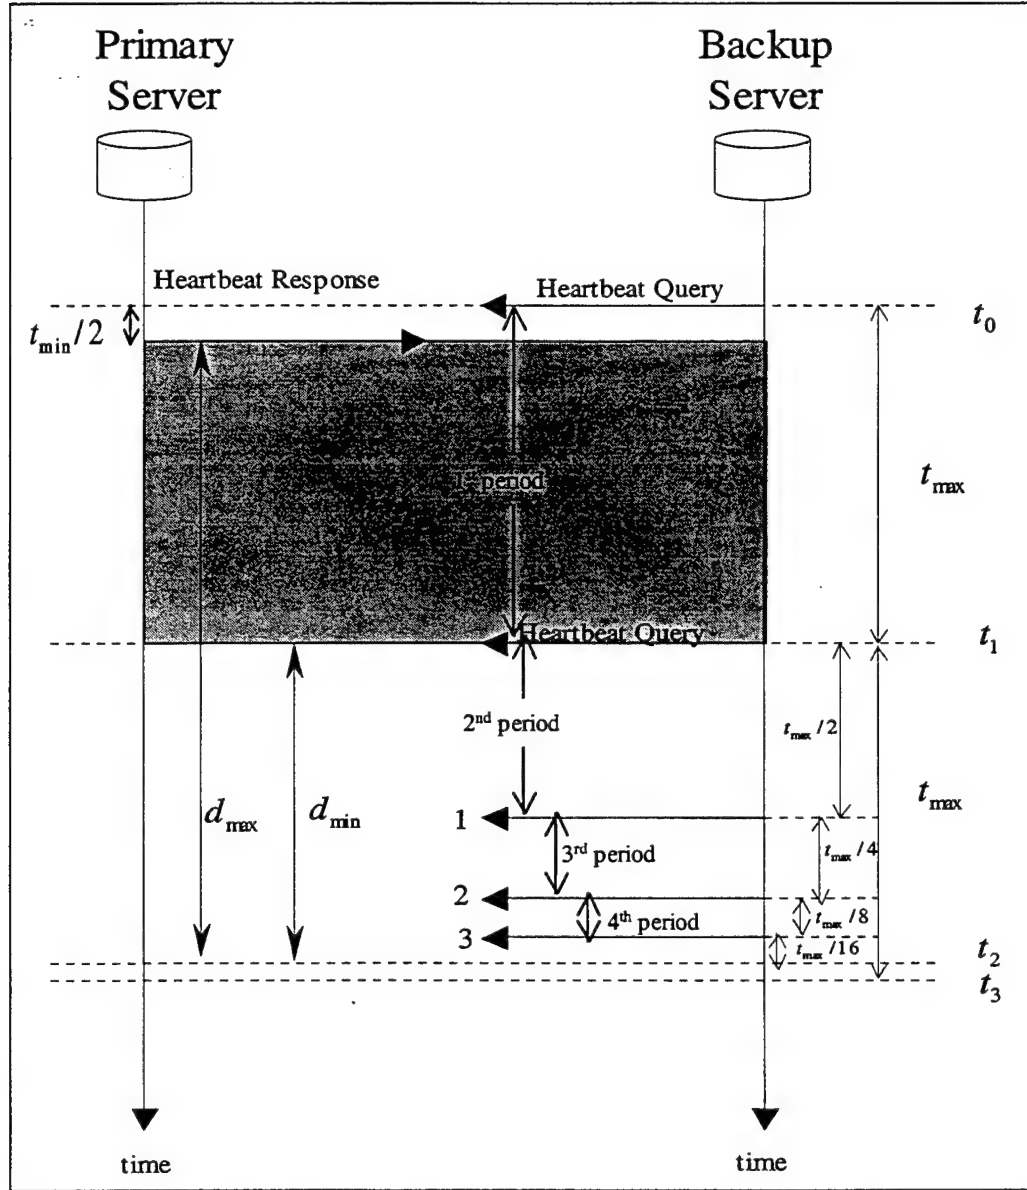 Primary
Server
Backup
Server
Heartbeat Response
Heartbeat Query
t0
tmin/2
1st period
tmax
Heartbeat Query
t1
2nd period
tmax/2
dmax
dmin
tmax
1
3rd period
tmax/4
2
4th period
tmax/8
3
tmax/16
t2
t3
time
time